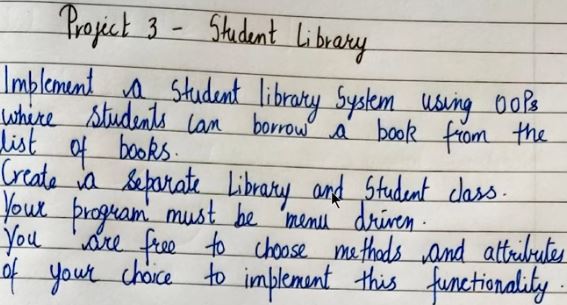 Project 3 - Student Library
Implement a Student library System using OOPs
where students can borrow a book from the
list of books.
Create a separate Library and Student class.
Your program must be menu driven.
You are free to choose methods and attributes
of your choice to implement this functionality.